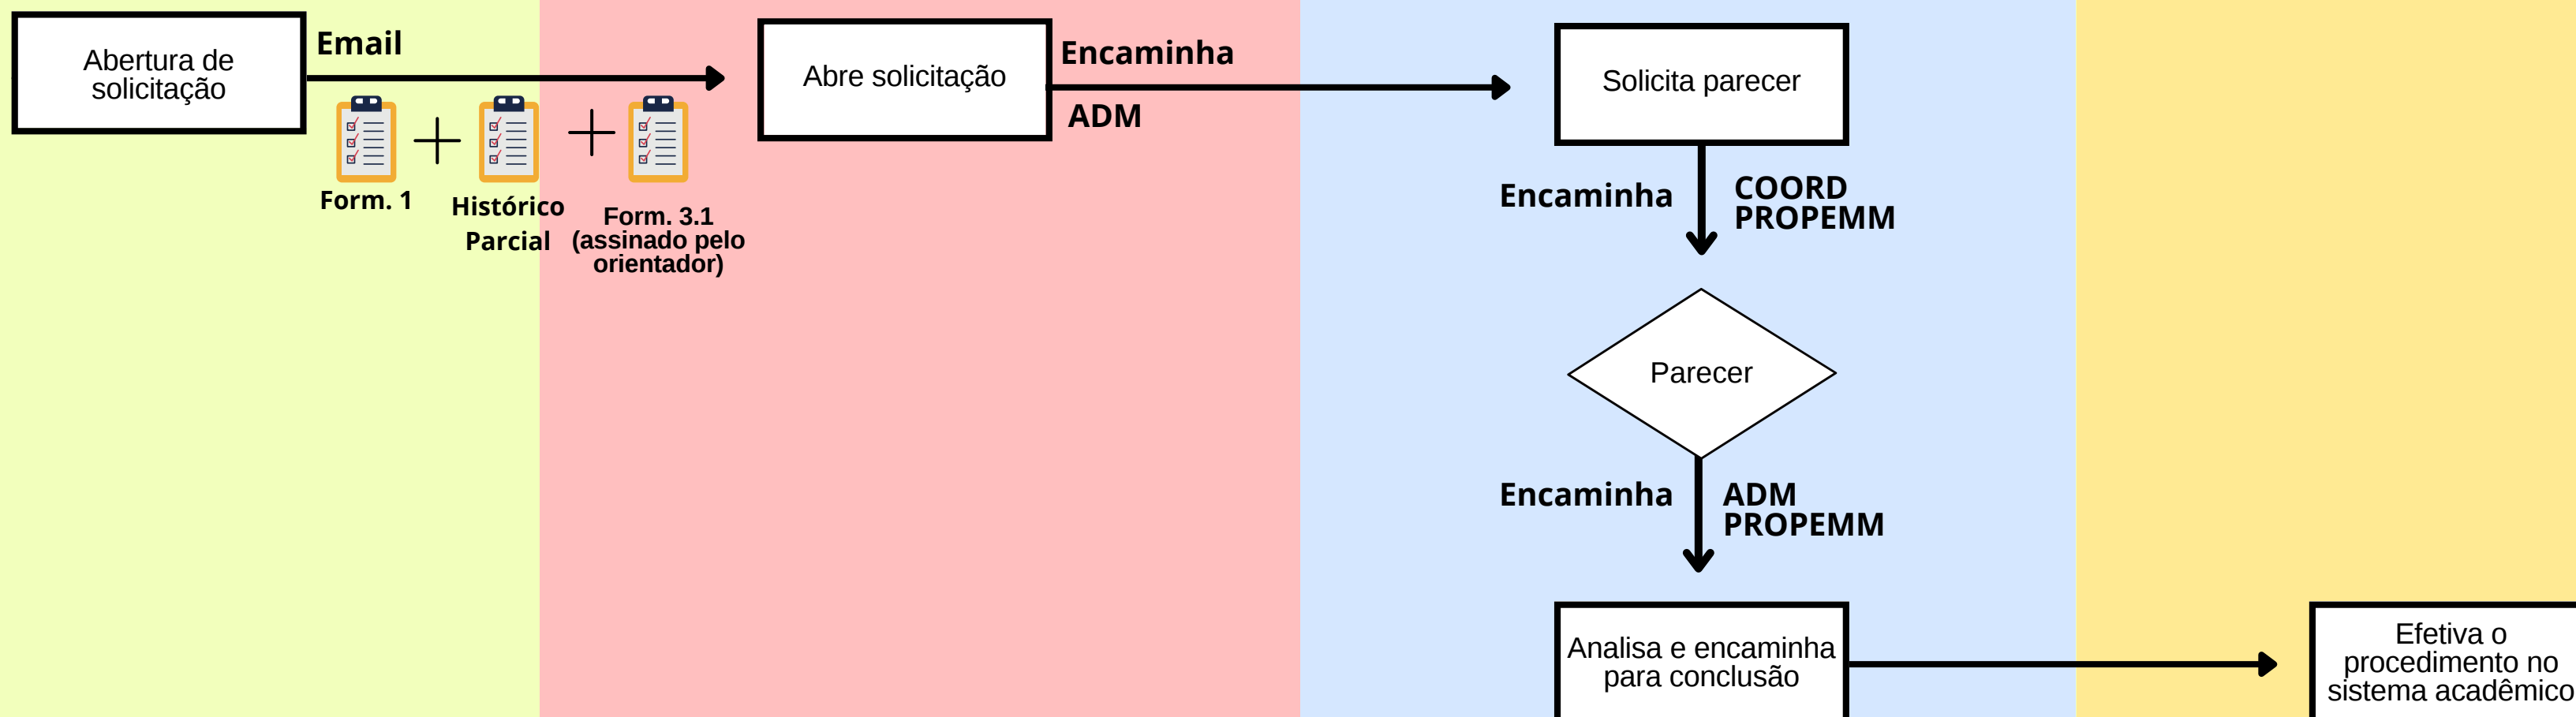 Abertura de
solicitação
Email
Form. 1
Histórico
Parcial
Form. 3.1
(assinado pelo
orientador)
Abre solicitação
Encaminha
ADM
Solicita parecer
Encaminha
COORD
PROPEMM
Parecer
Encaminha
ADM
PROPEMM
Analisa e encaminha
para conclusão
Efetiva o
procedimento no
sistema acadêmico